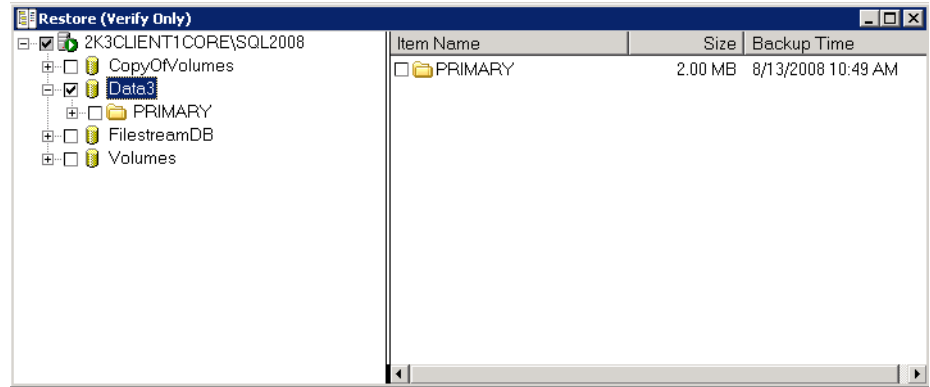 Restore (Verify Only)
2K3CLIENT1CORE\SQL2008
CopyOfVolumes
Data3
PRIMARY
FilestreamDB
Volumes
Item Name Size Backup Time
PRIMARY 2.00 MB 8/13/2008 10:49 AM